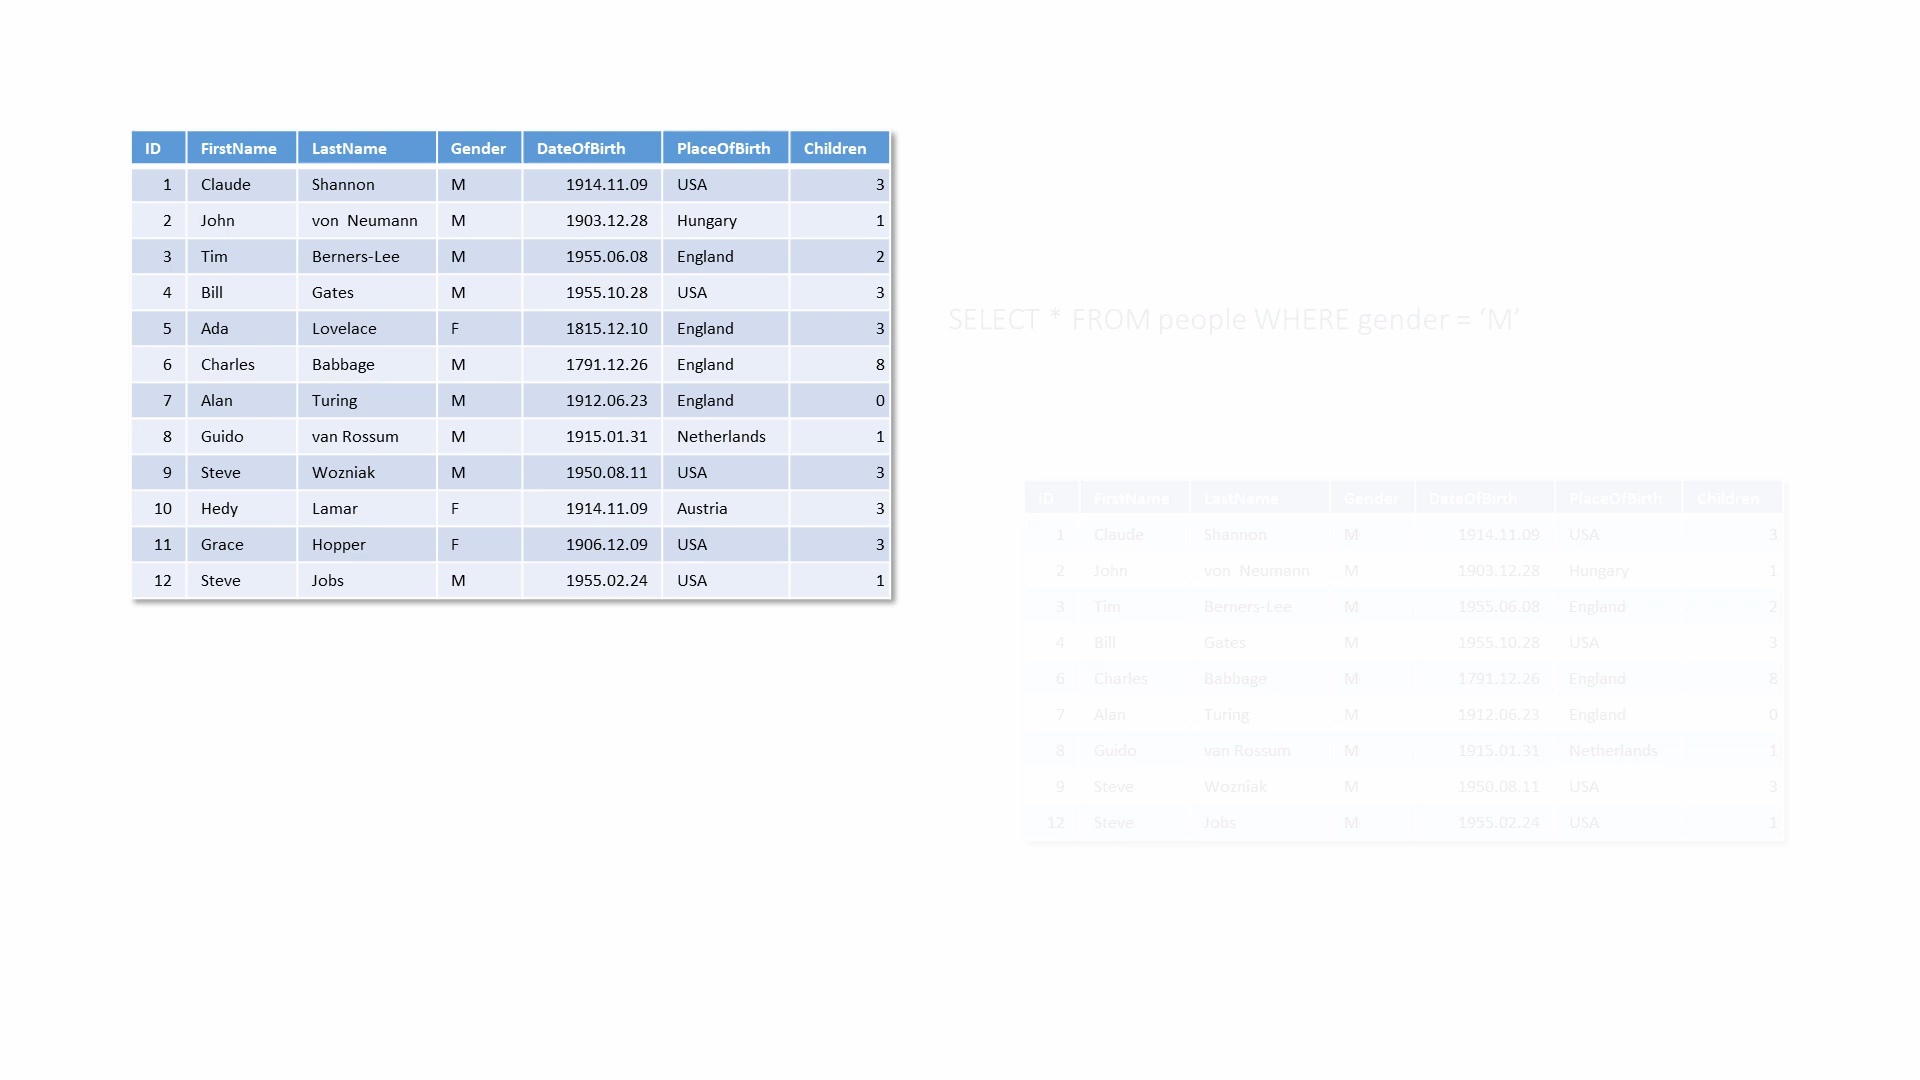 ID FirstName LastName Gender DateOfBirth PlaceOfBirth Children
1 Claude Shannon M 1914.11.09 USA 3
2 John von Neumann M 1903.12.28 Hungary 1
3 Tim Berners-Lee M 1955.06.08 England 2
4 Bill Gates M 1955.10.28 USA 3
5 Ada Lovelace F 1815.12.10 England 3
6 Charles Babbage M 1791.12.26 England 8
7 Alan Turing M 1912.06.23 England 0
8 Guido van Rossum M 1915.01.31 Netherlands 1
9 Steve Wozniak M 1950.08.11 USA 3
10 Hedy Lamar F 1914.11.09 Austria 3
11 Grace Hopper F 1906.12.09 USA 3
12 Steve Jobs M 1955.02.24 USA 1
SELECT * FROM people WHERE gender = ‘M’
ID FirstName LastName Gender DateOfBirth PlaceOfBirth Children
1 Claude Shannon M 1914.11.09 USA 3
2 John von Neumann M 1903.12.28 Hungary 1
3 Tim Berners-Lee M 1955.06.08 England 2
4 Bill Gates M 1955.10.28 USA 3
6 Charles Babbage M 1791.12.26 England 8
7 Alan Turing M 1912.06.23 England 0
8 Guido van Rossum M 1915.01.31 Netherlands 1
9 Steve Wozniak M 1950.08.11 USA 3
12 Steve Jobs M 1955.02.24 USA 1